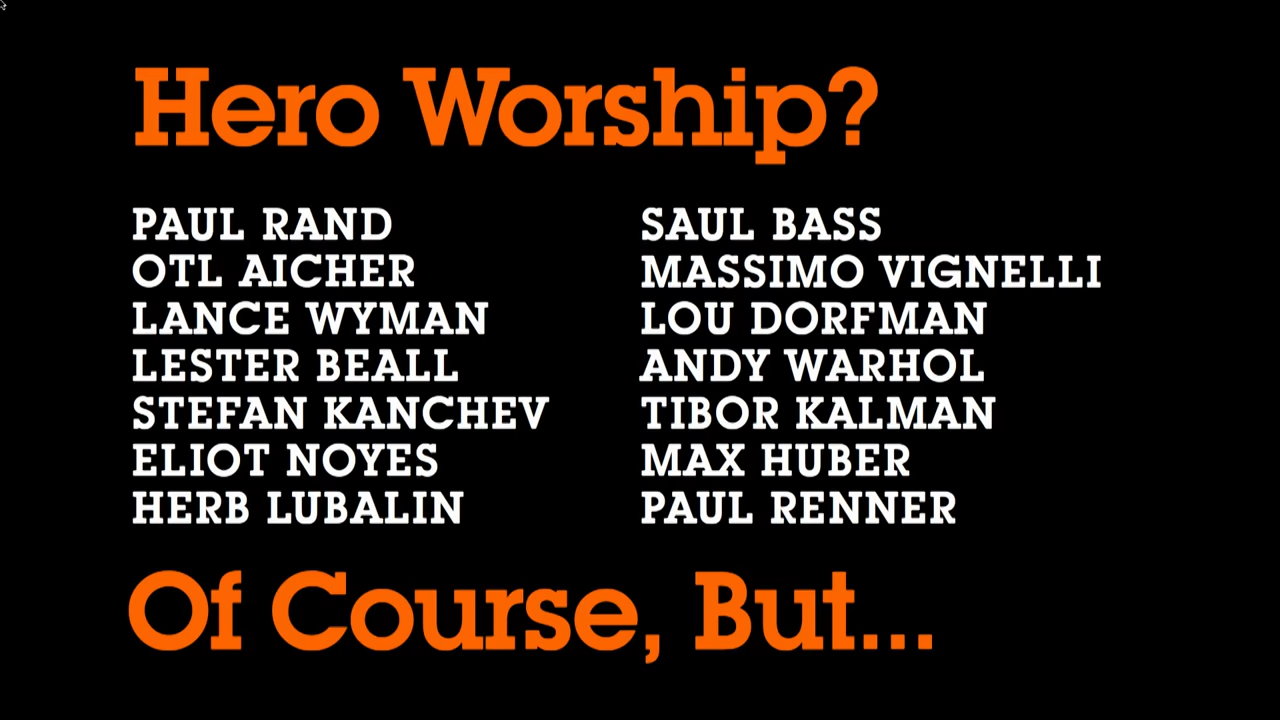 Hero Worship?
PAUL RAND
OTL AICHER
LANCE WYMAN
LESTER BEALL
STEFAN KANCHEV
ELIOT NOYES
HERB LUBALIN
SAUL BASS
MASSIMO VIGNELLI
LOU DORFMAN
ANDY WARHOL
TIBOR KALMAN
MAX HUBER
PAUL RENNER
Of Course, But...